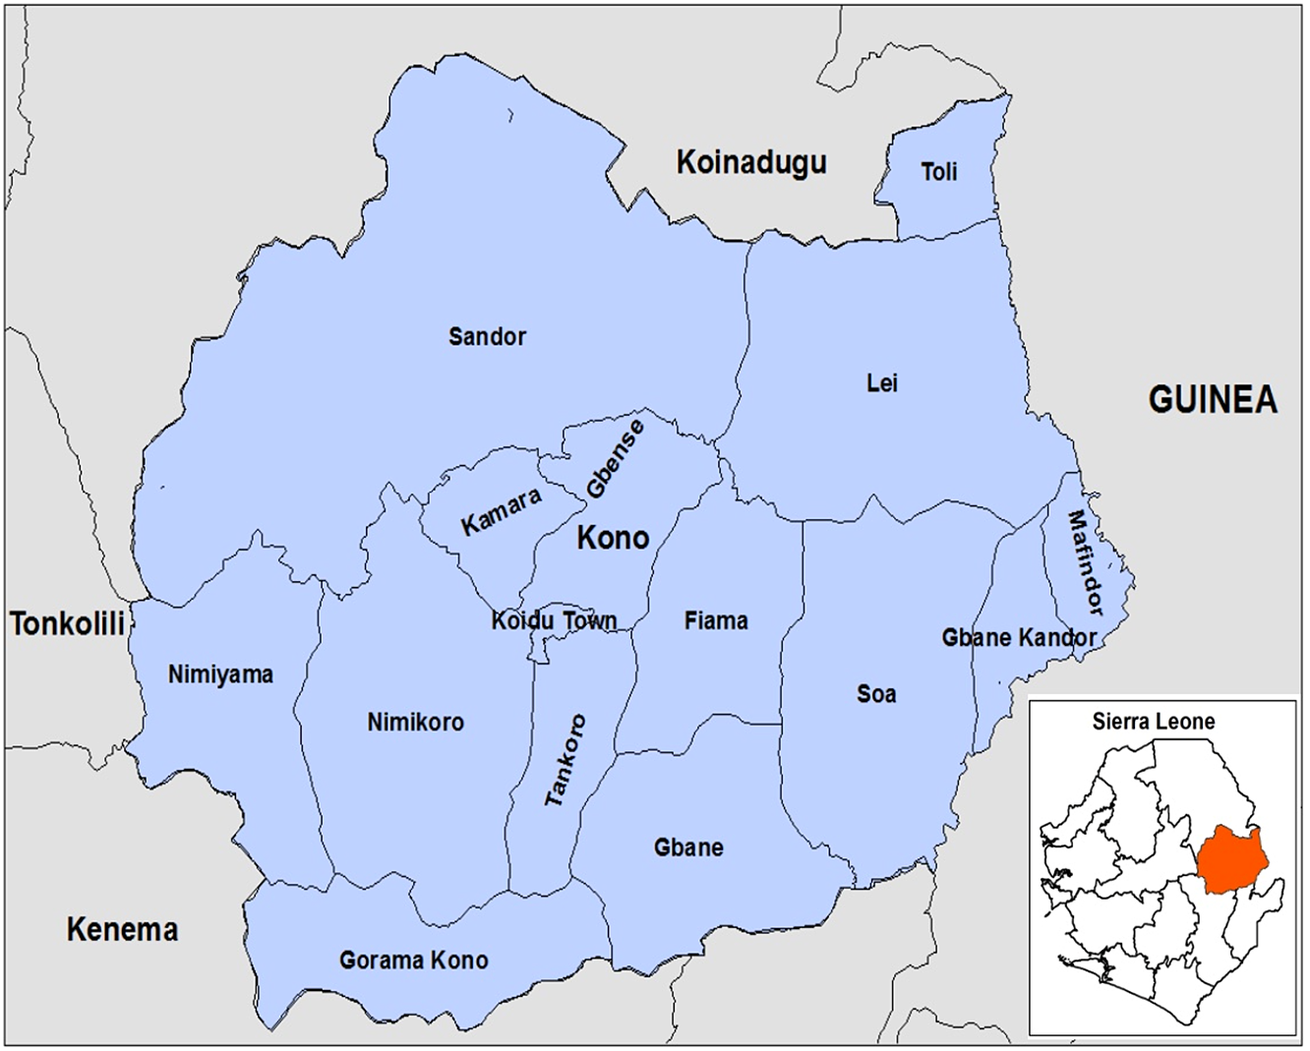 Koinadugu
Toli
Sandor
Lei
GUINEA
Gbense
Kamara
Kono
Mafindor
Tonkolili
Koidu Town
Fiama
Gbane Kandor
Nimiyama
Nimikoro
Soa
Tankoro
Gbane
Kenema
Gorama Kono
Sierra Leone